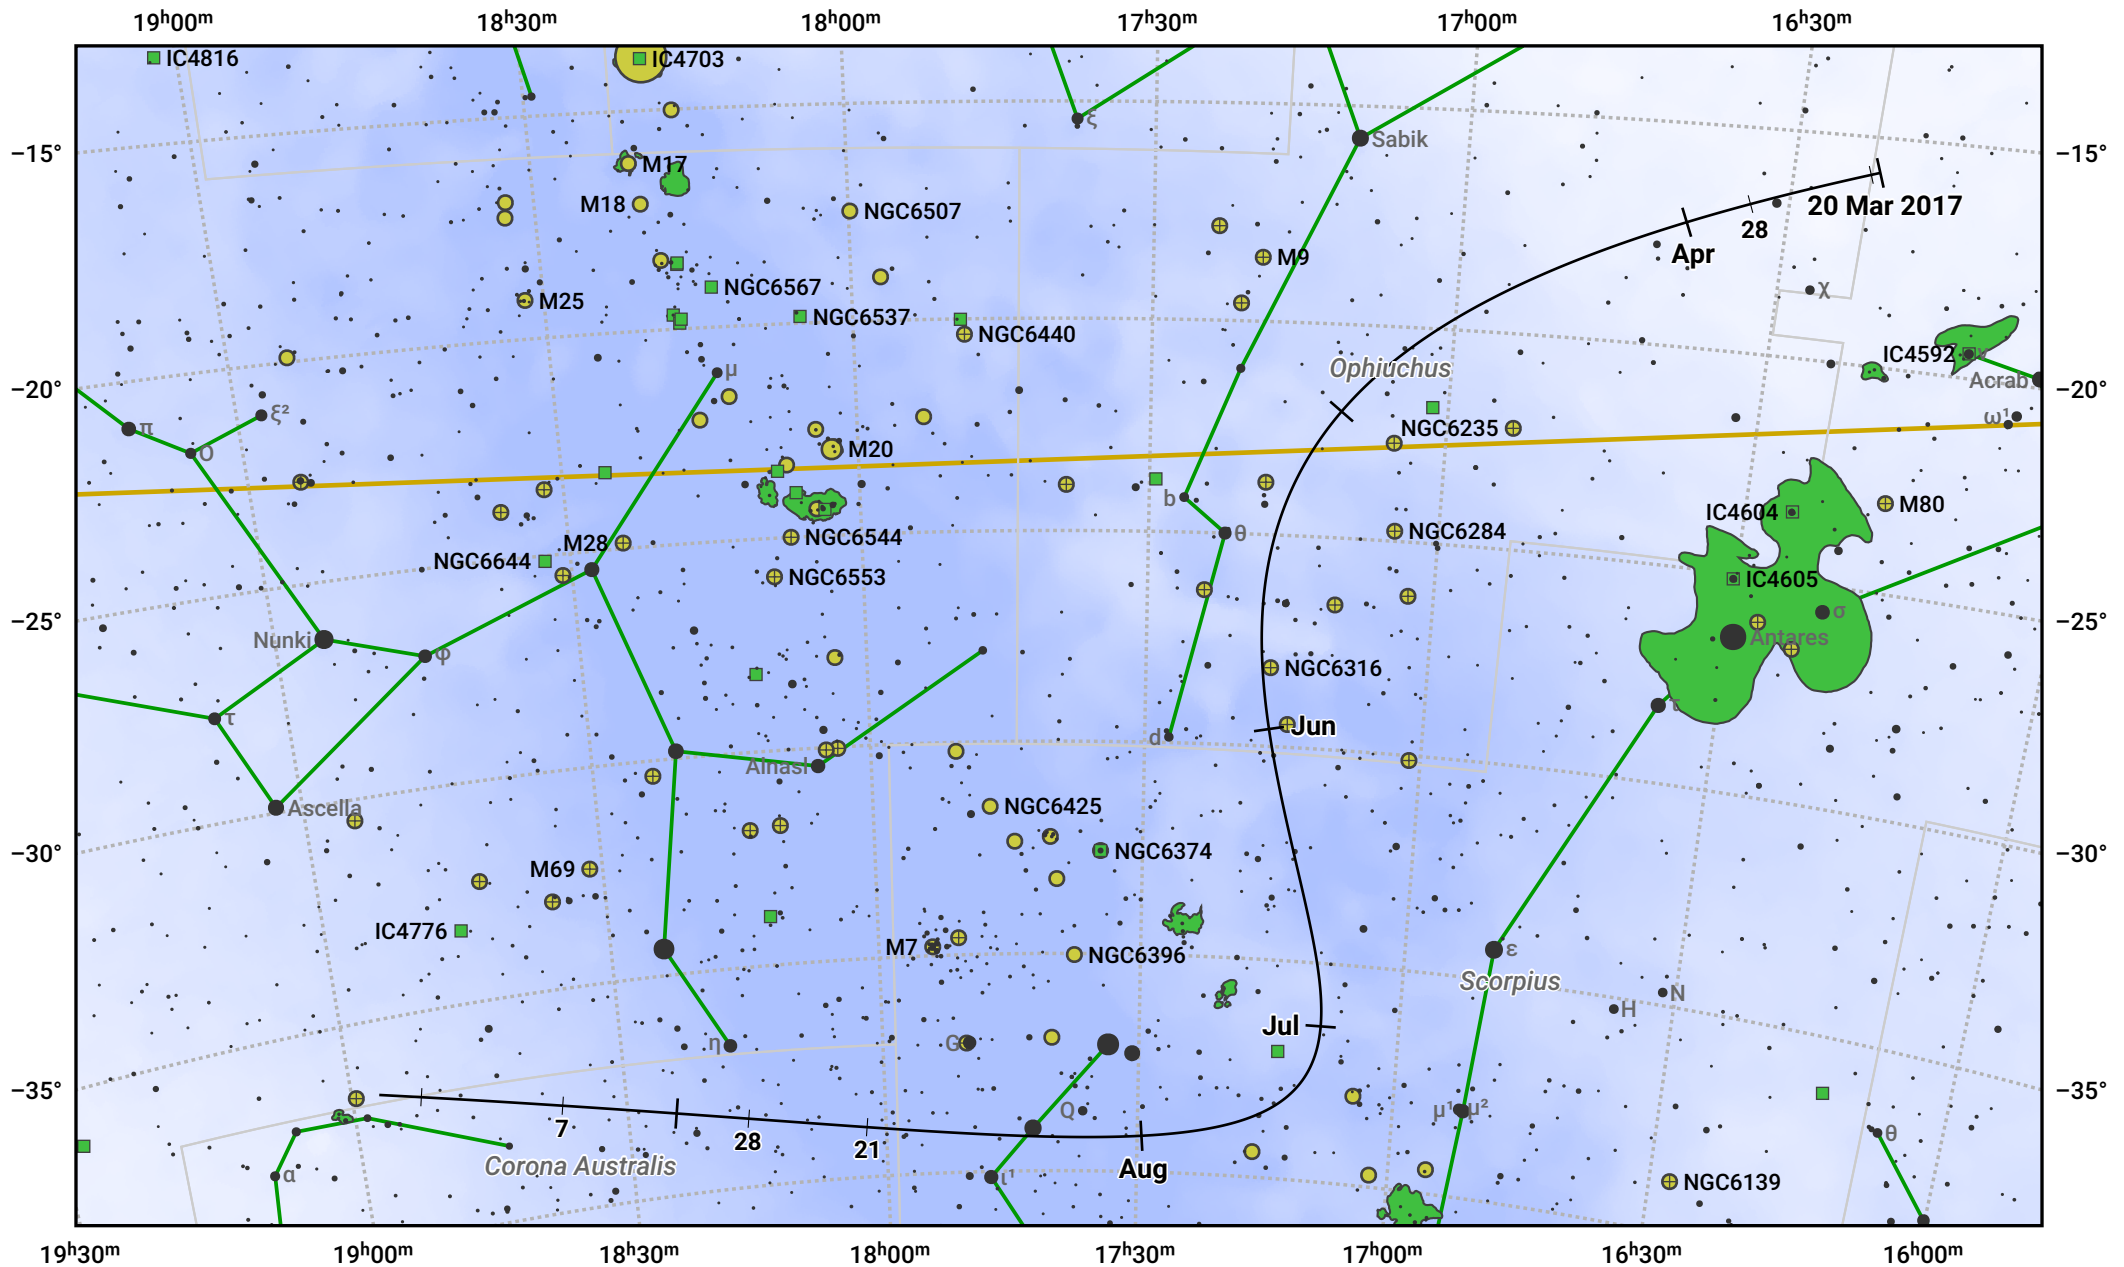 19h00m 18h30m 18h00m 17h30m 17h00m 16h30m
IC4816 IC4703
ξ
Sabik
−15° −15°
M17
M18 NGC6507 20 Mar 2017
28
Apr
M9
NGC6567 χ
M25
NGC6537
NGC6440
IC4592 ν
Ophiuchus
μ
Acrab
−20° −20°
ξ² ω¹
π NGC6235
ο M20
b M80
IC4604
θ NGC6284
NGC6544
M28
NGC6644
NGC6553 IC4605
σ
−25° −25°
Nunki Antares
φ
NGC6316
τ
τ Jun
d
Alnasl
Ascella NGC6425
−30° NGC6374 −30°
M69
IC4776 M7 NGC6396 ε
Scorpius
N
H
Jul
η G
−35° −35°
Q μ¹ μ²
7 28 21 θ
Corona Australis Aug
α ι¹ NGC6139
19h30m 19h00m 18h30m 18h00m 17h30m 17h00m 16h30m 16h00m